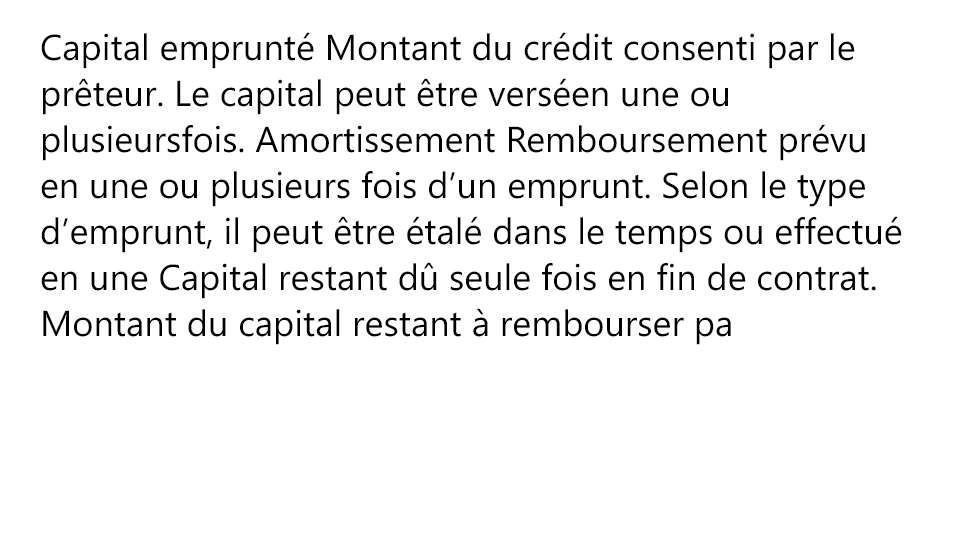 Capital emprunté Montant du crédit consenti par le
prêteur. Le capital peut être verséen une ou
plusieursfois. Amortissement Remboursement prévu
en une ou plusieurs fois d’un emprunt. Selon le type
d’emprunt, il peut être étalé dans le temps ou effectué
en une Capital restant dû seule fois en fin de contrat.
Montant du capital restant à rembourser pa